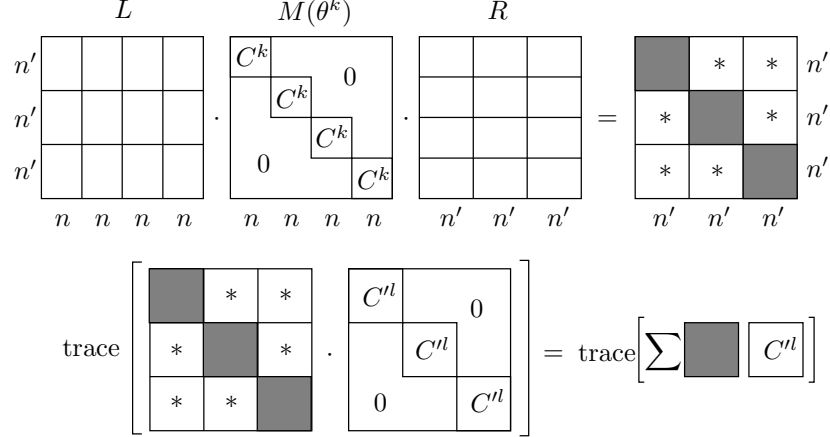 L M(θ^k) R
n′ C^k 0 ∗ ∗ n′
n′ C^k · · = ∗ ∗ n′
n′ 0 C^k ∗ ∗ n′
C^k
n n n n n n n n n′ n′ n′ n′ n′ n′
∗ ∗ C′^l 0
trace [ ∗ ∗ · C′^l ] = trace [ ∑ C′^l ]
∗ ∗ 0 C′^l